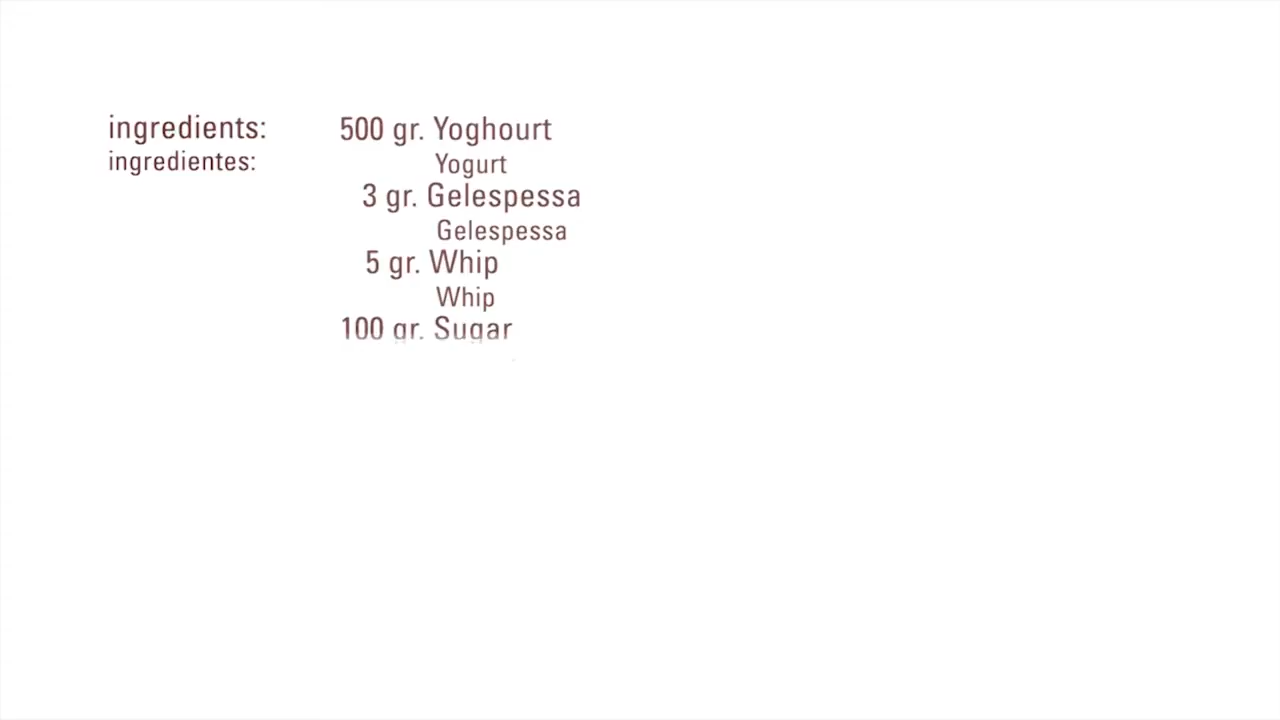 ingredients:
ingredientes:
500 gr. Yoghourt
Yogurt
3 gr. Gelespessa
Gelespessa
5 gr. Whip
Whip
100 gr. Sugar